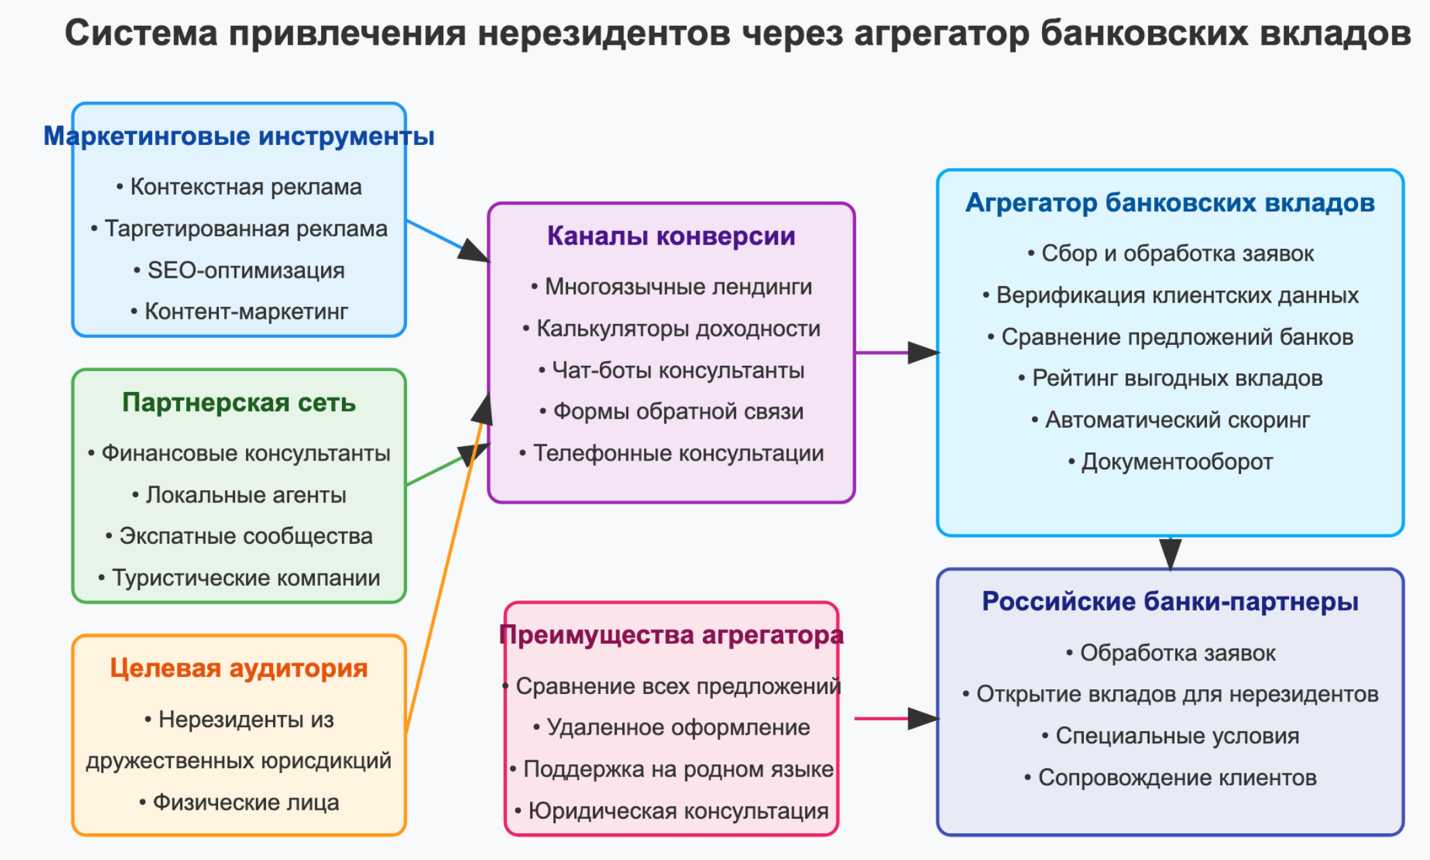 Система привлечения нерезидентов через агрегатор банковских вкладов
Маркетинговые инструменты
• Контекстная реклама
• Таргетированная реклама
• SEO-оптимизация
• Контент-маркетинг
Партнерская сеть
• Финансовые консультанты
• Локальные агенты
• Экспатные сообщества
• Туристические компании
Целевая аудитория
• Нерезиденты из
дружественных юрисдикций
• Физические лица
Каналы конверсии
• Многоязычные лендинги
• Калькуляторы доходности
• Чат-боты консультанты
• Формы обратной связи
• Телефонные консультации
Преимущества агрегатора
• Сравнение всех предложений
• Удаленное оформление
• Поддержка на родном языке
• Юридическая консультация
Агрегатор банковских вкладов
• Сбор и обработка заявок
• Верификация клиентских данных
• Сравнение предложений банков
• Рейтинг выгодных вкладов
• Автоматический скоринг
• Документооборот
Российские банки-партнеры
• Обработка заявок
• Открытие вкладов для нерезидентов
• Специальные условия
• Сопровождение клиентов